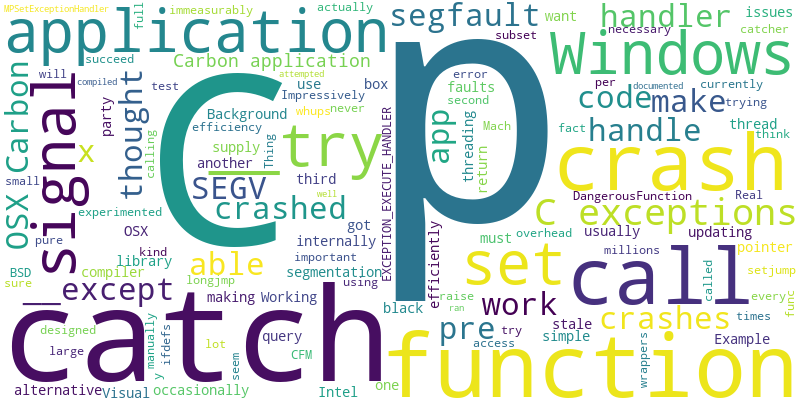 MPSetExceptionHandler
full
immeasurably
actually
segfault
want
handler
issues
application
subset
necessary
catcher
succeed
Carbon application
Windows
OSX Carbon
will
compiled
test
use
box
error
per
documented
currently
signal
party
thought
Impressively
faults
code
make
trying
never
second
whups
attempted
Background
efficiency
C
p
app
threading
Mach
fact
handle
thread
think
x
calling
supply
try
Thing
return
another
_
EXCEPTION_EXECUTE_HANDLER
crash
small
SEGV
third
DangerousFunction
Real
well
experimented
crashed
C exceptions
OSX
got
must
overhead
usually
updating
pure
kind
internally
efficiently
millions
pointer
BSD
library
able
important
set
call
called
setjump
sure
compiler
segmentation
longjmp
using
raise
stale
every
__except
making
Working
black
ran
work
crashes
func
designed
manually
ifdefs
lot
query
pre
try
simple
times
catch
seem
CFM
access
wrappers
Example
large
function
y
one
alternative
Visual
occasionally
Intel